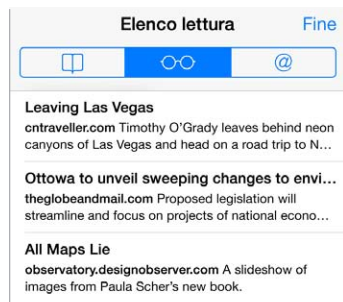 Elenco lettura Fine
@
Leaving Las Vegas
cntraveller.com Timothy O’Grady leaves behind neon
canyons of Las Vegas and head on a road trip to N…
Ottowa to unveil sweeping changes to envi…
theglobeandmail.com Proposed legislation will
streamline and focus on projects of national econo…
All Maps Lie
observatory.designobserver.com A slideshow of
images from Paula Scher’s new book.